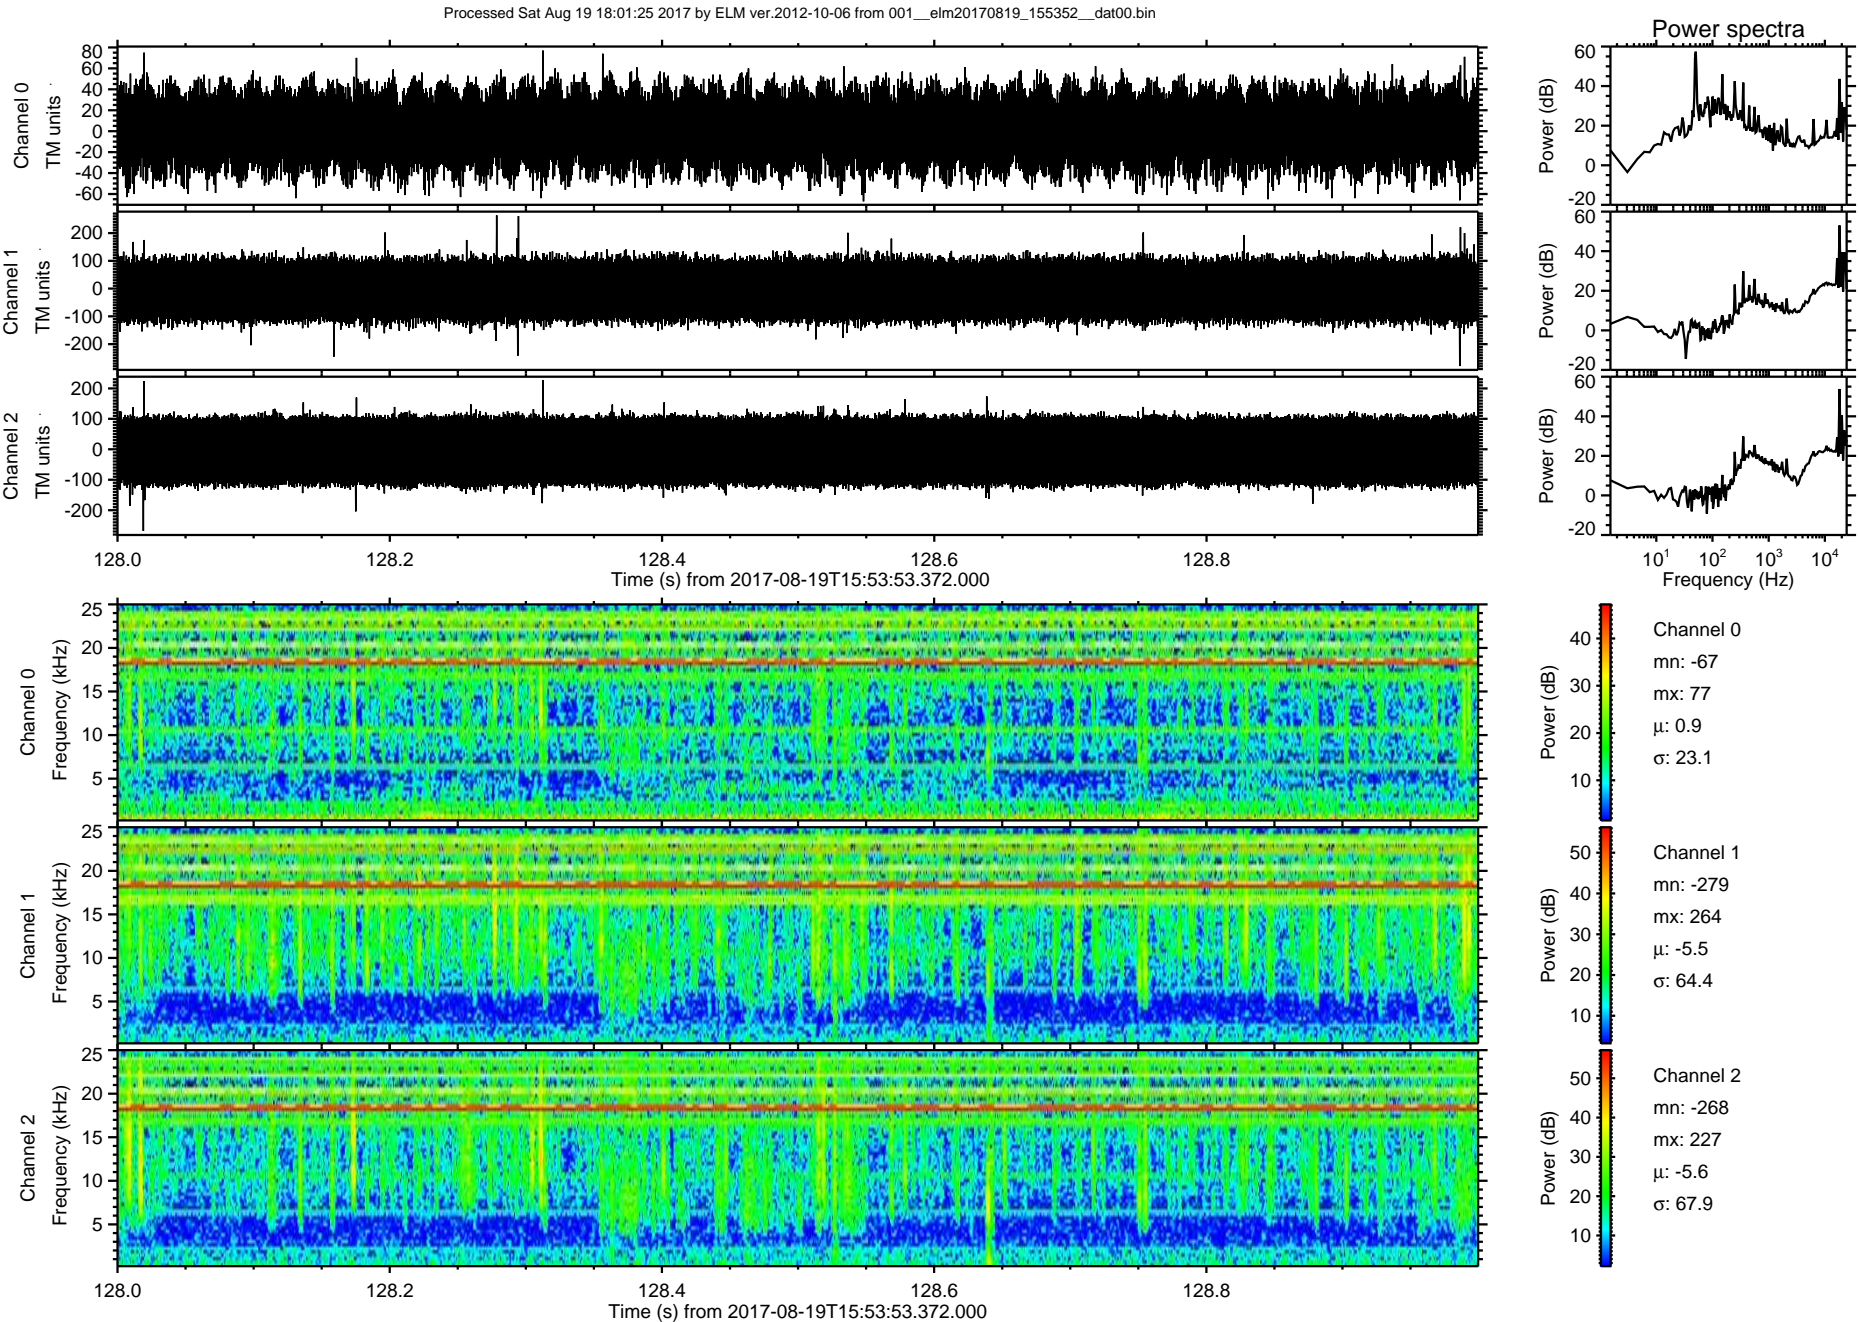 Processed Sat Aug 19 18:01:25 2017 by ELM ver.2012-10-06 from 001__elm20170819_155352__dat00.bin
Power spectra
Channel 0
TM units
80
60
40
20
0
-20
-40
-60
Power (dB)
60
40
20
0
-20
Channel 1
TM units
200
100
0
-100
-200
Power (dB)
60
40
20
0
-20
Channel 2
TM units
200
100
0
-100
-200
Power (dB)
60
40
20
0
-20
128.0 128.2 128.4 128.6 128.8
Time (s) from 2017-08-19T15:53:53.372.000
10¹ 10² 10³ 10⁴
Frequency (Hz)
Channel 0
Frequency (kHz)
25
20
15
10
5
Power (dB)
40
30
20
10
Channel 0
mn: -67
mx: 77
μ: 0.9
σ: 23.1
Channel 1
Frequency (kHz)
25
20
15
10
5
Power (dB)
50
40
30
20
10
Channel 1
mn: -279
mx: 264
μ: -5.5
σ: 64.4
Channel 2
Frequency (kHz)
25
20
15
10
5
Power (dB)
50
40
30
20
10
Channel 2
mn: -268
mx: 227
μ: -5.6
σ: 67.9
128.0 128.2 128.4 128.6 128.8
Time (s) from 2017-08-19T15:53:53.372.000